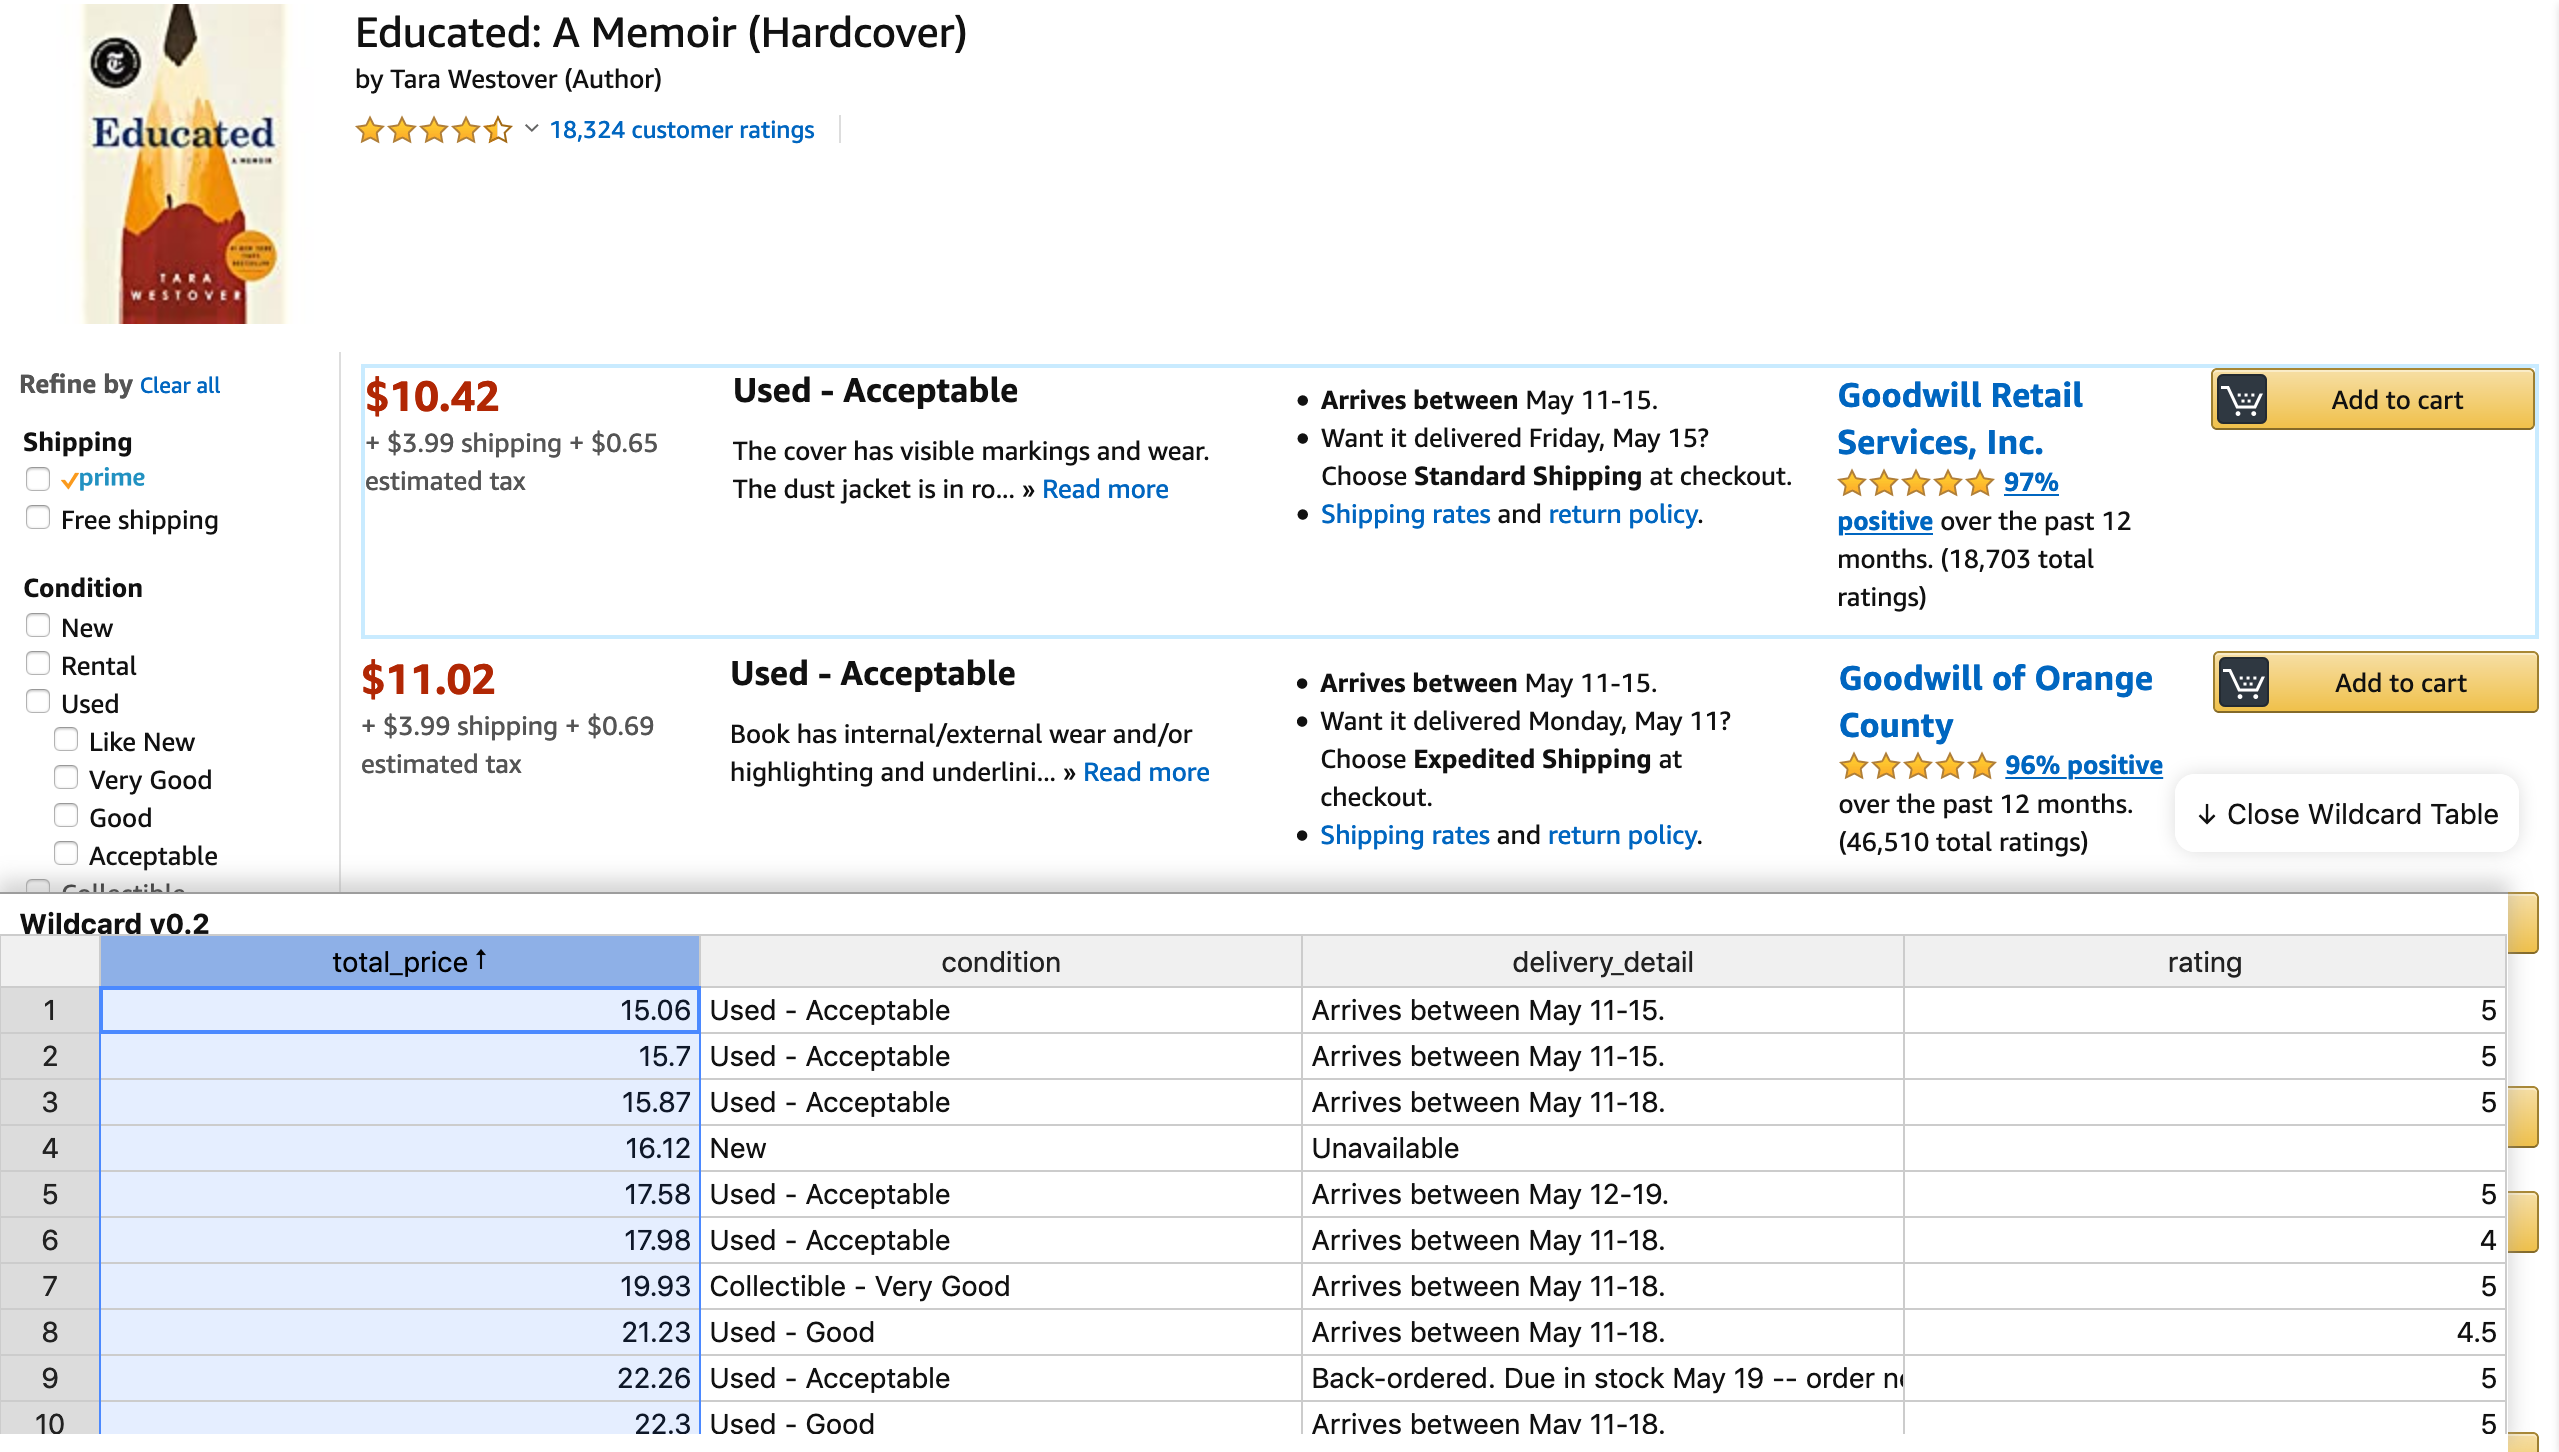 Educated: A Memoir (Hardcover)
by Tara Westover (Author)
18,324 customer ratings
Educated
A MEMOIR
TARA
WESTOVER
Refine by Clear all
Shipping
prime
Free shipping
Condition
New
Rental
Used
Like New
Very Good
Good
Acceptable
Collectible
$10.42
+ $3.99 shipping + $0.65
estimated tax
Used - Acceptable
The cover has visible markings and wear.
The dust jacket is in ro... » Read more
• Arrives between May 11-15.
• Want it delivered Friday, May 15?
Choose Standard Shipping at checkout.
• Shipping rates and return policy.
Goodwill Retail
Services, Inc.
97%
positive over the past 12
months. (18,703 total
ratings)
Add to cart
$11.02
+ $3.99 shipping + $0.69
estimated tax
Used - Acceptable
Book has internal/external wear and/or
highlighting and underlini... » Read more
• Arrives between May 11-15.
• Want it delivered Monday, May 11?
Choose Expedited Shipping at
checkout.
• Shipping rates and return policy.
Goodwill of Orange
County
96% positive
over the past 12 months.
(46,510 total ratings)
Add to cart
↓ Close Wildcard Table
Wildcard v0.2
total_price ↑ condition delivery_detail rating
1 15.06 Used - Acceptable Arrives between May 11-15. 5
2 15.7 Used - Acceptable Arrives between May 11-15. 5
3 15.87 Used - Acceptable Arrives between May 11-18. 5
4 16.12 New Unavailable
5 17.58 Used - Acceptable Arrives between May 12-19. 5
6 17.98 Used - Acceptable Arrives between May 11-18. 4
7 19.93 Collectible - Very Good Arrives between May 11-18. 5
8 21.23 Used - Good Arrives between May 11-18. 4.5
9 22.26 Used - Acceptable Back-ordered. Due in stock May 19 -- order 5
10 22.3 Used - Good Arrives between May 11-18. 5